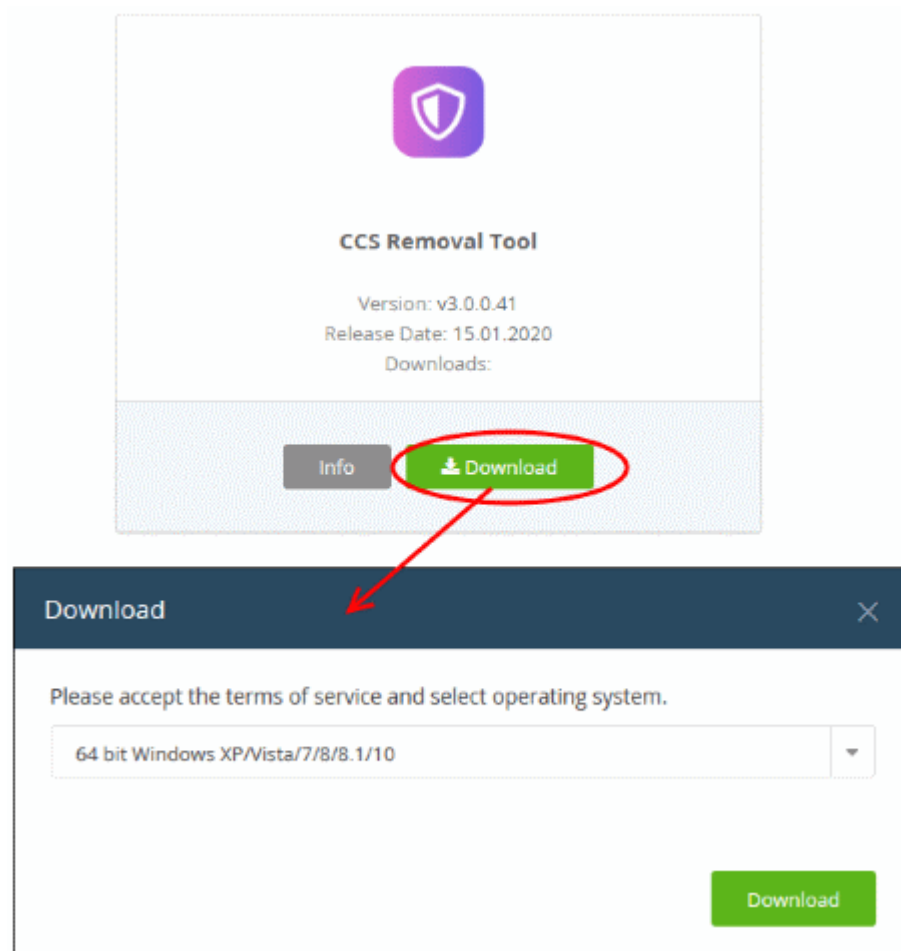 CCS Removal Tool
Version: v3.0.0.41
Release Date: 15.01.2020
Downloads:
Info
Download
Download
Please accept the terms of service and select operating system.
64 bit Windows XP/Vista/7/8/8.1/10
Download